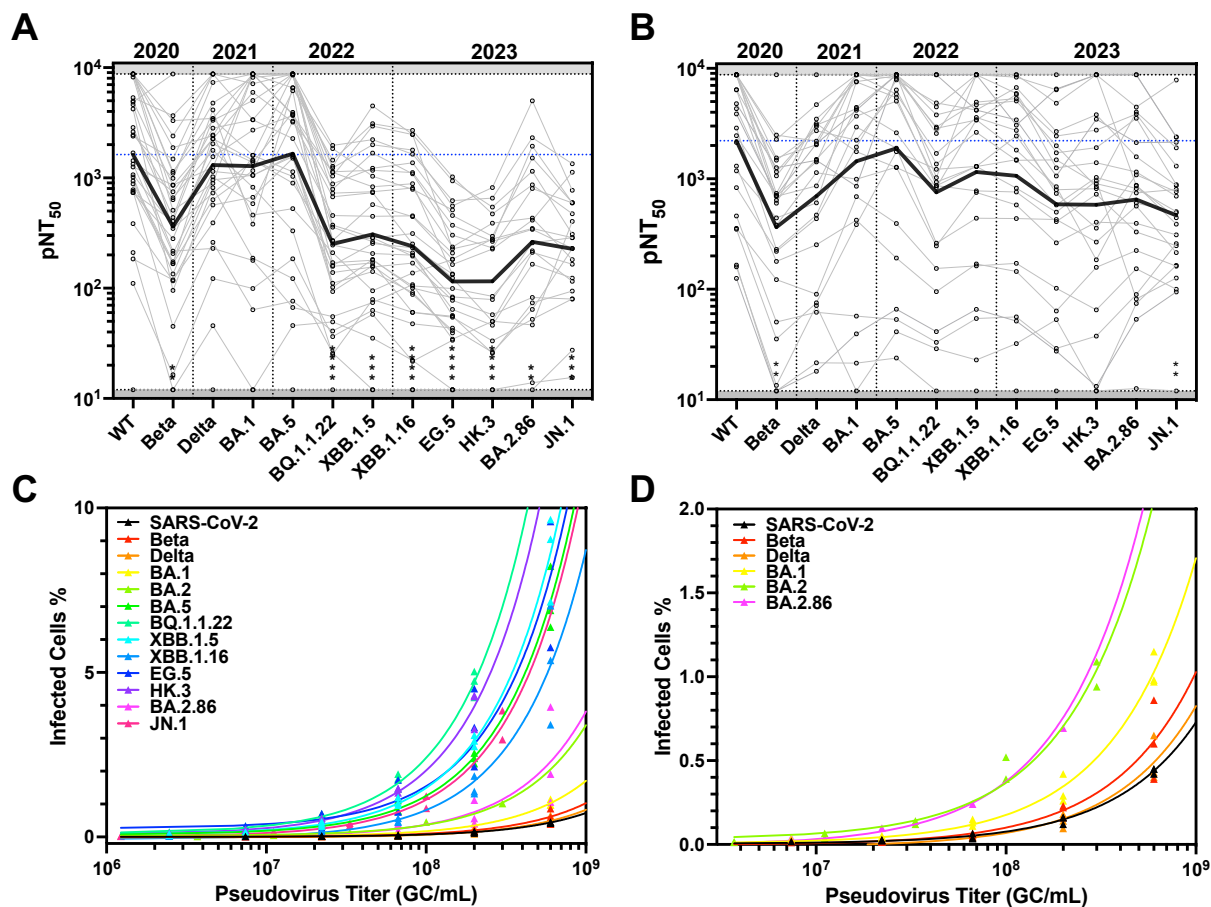 A
2020 2021 2022 2023
10⁴
10³
10²
10¹
pNT₅₀
WT Beta Delta BA.1 BA.5 BQ.1.1.22 XBB.1.5 XBB.1.16 EG.5 HK.3 BA.2.86 JN.1
B
2020 2021 2022 2023
10⁴
10³
10²
10¹
pNT₅₀
WT Beta Delta BA.1 BA.5 BQ.1.1.22 XBB.1.5 XBB.1.16 EG.5 HK.3 BA.2.86 JN.1
C
10
5
0
Infected Cells %
SARS-CoV-2
Beta
Delta
BA.1
BA.2
BA.5
BQ.1.1.22
XBB.1.5
XBB.1.16
EG.5
HK.3
BA.2.86
JN.1
10⁶ 10⁷ 10⁸ 10⁹
Pseudovirus Titer (GC/mL)
D
2.0
1.5
1.0
0.5
0.0
Infected Cells %
SARS-CoV-2
Beta
Delta
BA.1
BA.2
BA.2.86
10⁷ 10⁸ 10⁹
Pseudovirus Titer (GC/mL)